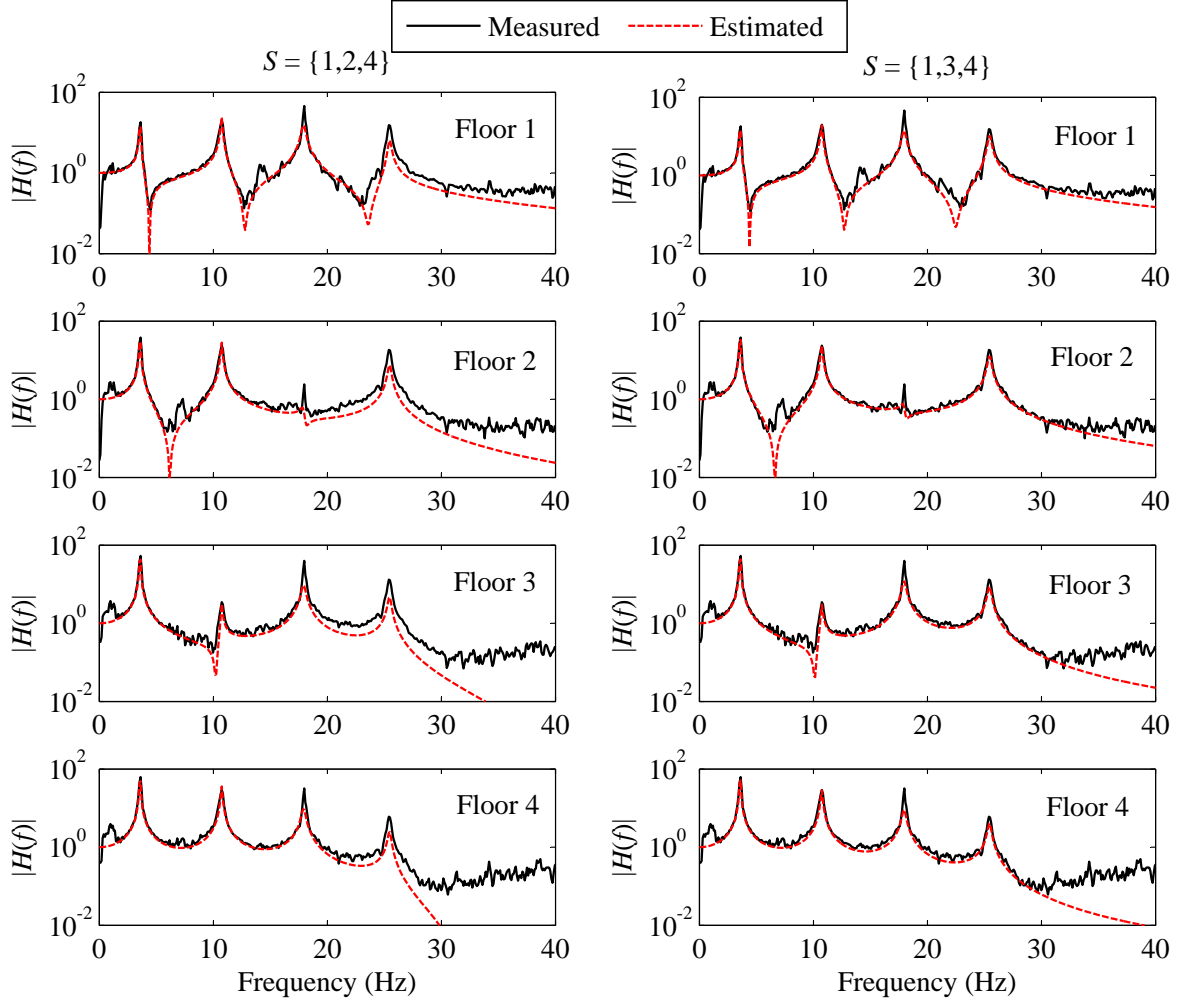 Measured Estimated
S = {1,2,4}
S = {1,3,4}
|H(f)|
10^2
10^0
10^-2
Floor 1
0 10 20 30 40
|H(f)|
10^2
10^0
10^-2
Floor 1
0 10 20 30 40
|H(f)|
10^2
10^0
10^-2
Floor 2
0 10 20 30 40
|H(f)|
10^2
10^0
10^-2
Floor 2
0 10 20 30 40
|H(f)|
10^2
10^0
10^-2
Floor 3
0 10 20 30 40
|H(f)|
10^2
10^0
10^-2
Floor 3
0 10 20 30 40
|H(f)|
10^2
10^0
10^-2
Floor 4
0 10 20 30 40
Frequency (Hz)
|H(f)|
10^2
10^0
10^-2
Floor 4
0 10 20 30 40
Frequency (Hz)